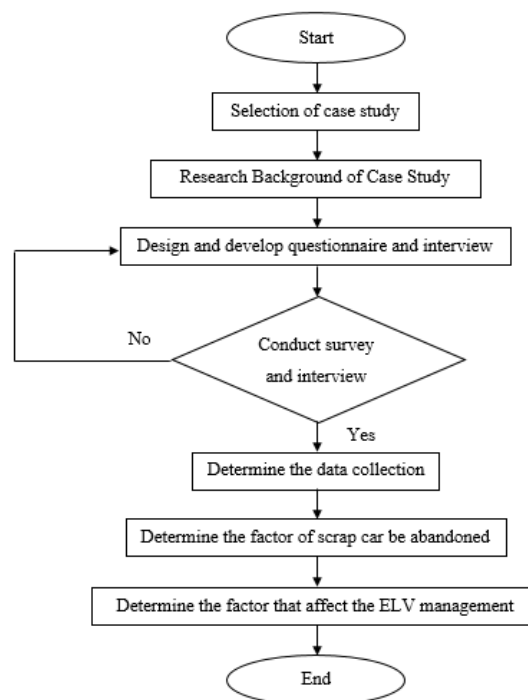 Start
Selection of case study
Research Background of Case Study
Design and develop questionnaire and interview
No
Conduct survey
and interview
Yes
Determine the data collection
Determine the factor of scrap car be abandoned
Determine the factor that affect the ELV management
End